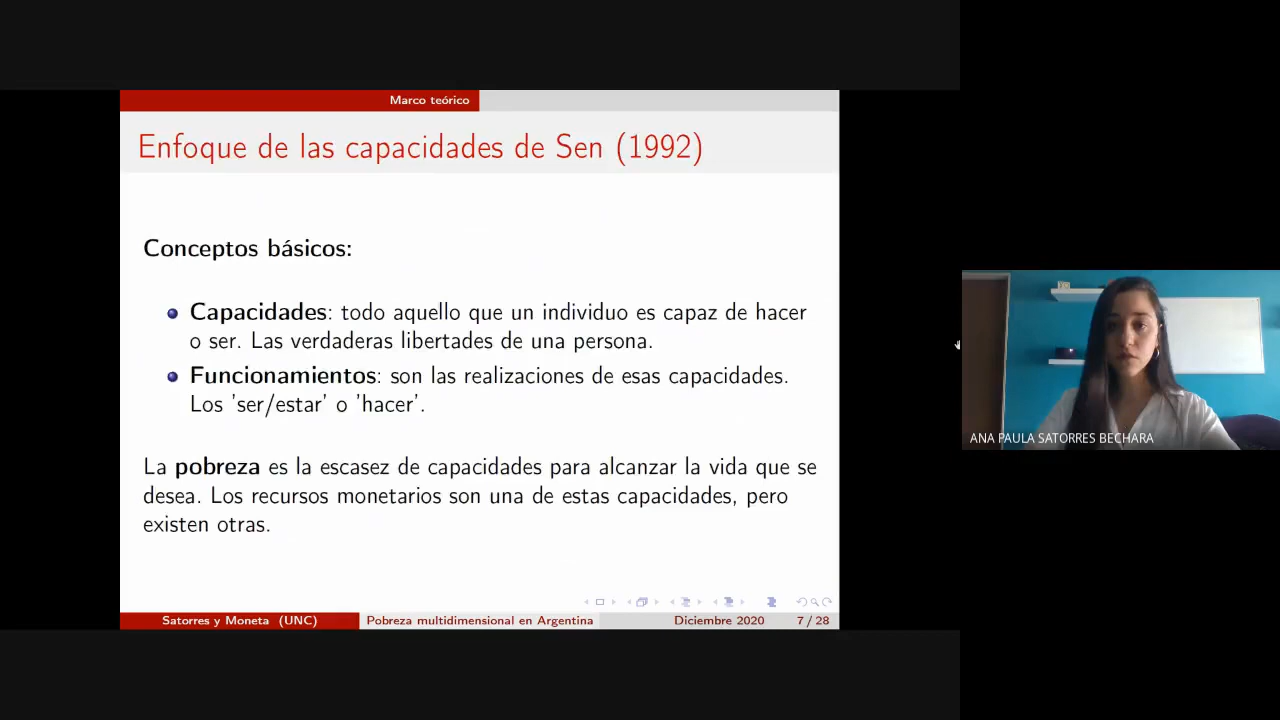 Marco teórico
Enfoque de las capacidades de Sen (1992)
Conceptos básicos:
Capacidades: todo aquello que un individuo es capaz de hacer
o ser. Las verdaderas libertades de una persona.
Funcionamientos: son las realizaciones de esas capacidades.
Los 'ser/estar' o 'hacer'.
La pobreza es la escasez de capacidades para alcanzar la vida que se
desea. Los recursos monetarios son una de estas capacidades, pero
existen otras.
Satorres y Moneta (UNC) Pobreza multidimensional en Argentina Diciembre 2020 7 / 28
ANA PAULA SATORRES BECHARA